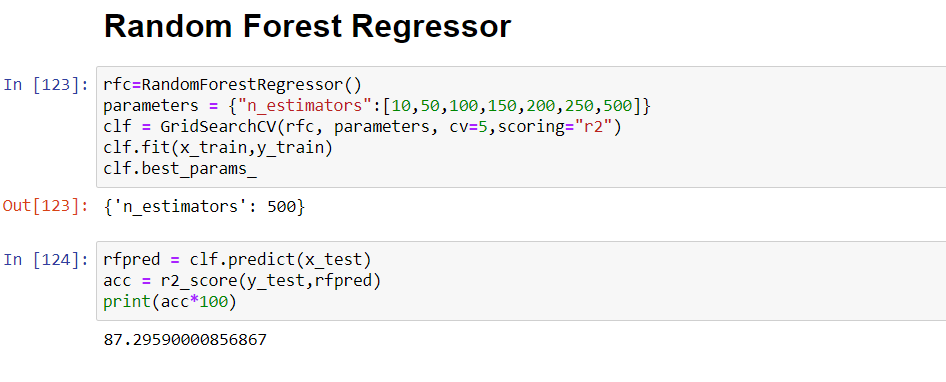 Random Forest Regressor
In [123]: rfc=RandomForestRegressor()
parameters = {"n_estimators":[10,50,100,150,200,250,500]}
clf = GridSearchCV(rfc, parameters, cv=5,scoring="r2")
clf.fit(x_train,y_train)
clf.best_params_
Out[123]: {'n_estimators': 500}
In [124]: rfpred = clf.predict(x_test)
acc = r2_score(y_test,rfpred)
print(acc*100)
87.29590000856867